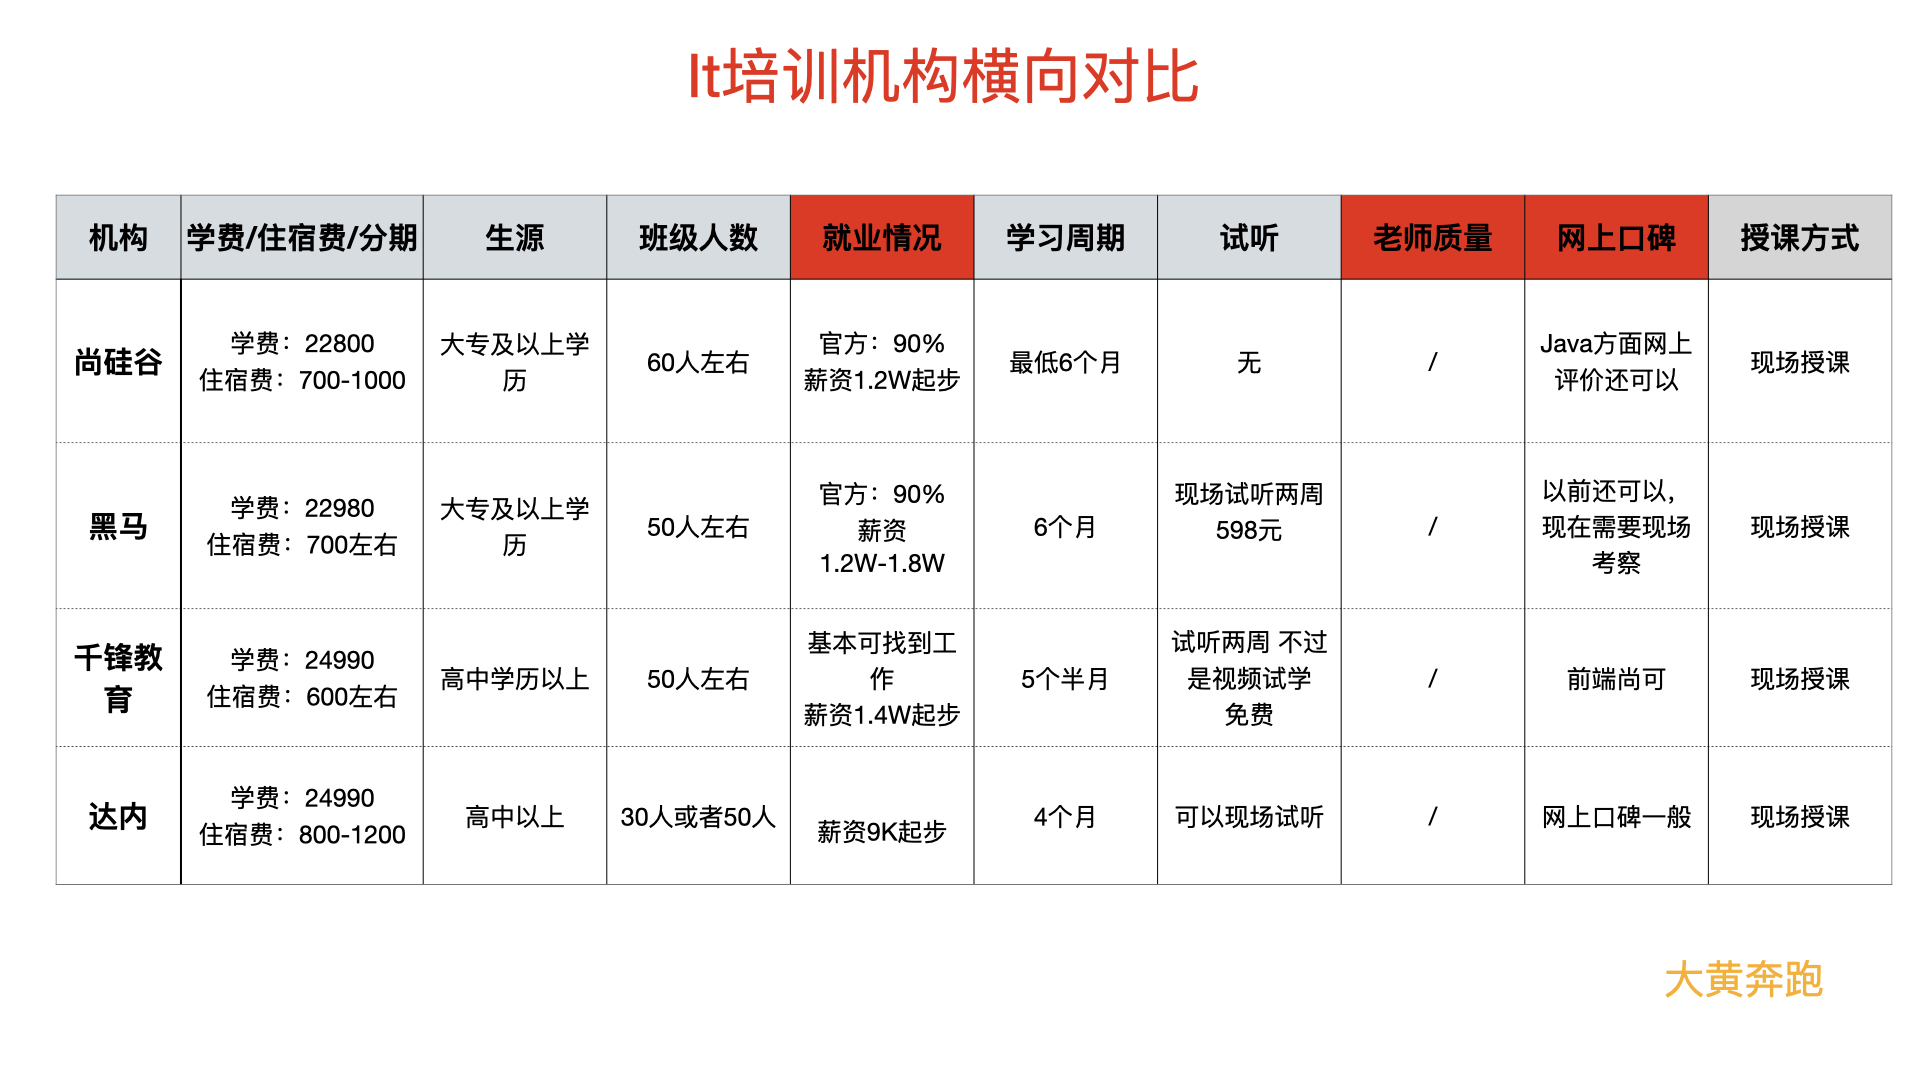 It培训机构横向对比
机构 学费/住宿费/分期 生源 班级人数 就业情况 学习周期 试听 老师质量 网上口碑 授课方式
尚硅谷
学费：22800
住宿费：700-1000
大专及以上学
历
60人左右
官方：90%
薪资1.2W起步
最低6个月
无
/
Java方面网上
评价还可以
现场授课
黑马
学费：22980
住宿费：700左右
大专及以上学
历
50人左右
官方：90%
薪资
1.2W-1.8W
6个月
现场试听两周
598元
/
以前还可以，
现在需要现场
考察
现场授课
千锋教
育
学费：24990
住宿费：600左右
高中学历以上
50人左右
基本可找到工
作
薪资1.4W起步
5个半月
试听两周 不过
是视频试学
免费
/
前端尚可
现场授课
达内
学费：24990
住宿费：800-1200
高中以上
30人或者50人
薪资9K起步
4个月
可以现场试听
/
网上口碑一般
现场授课
大黄奔跑